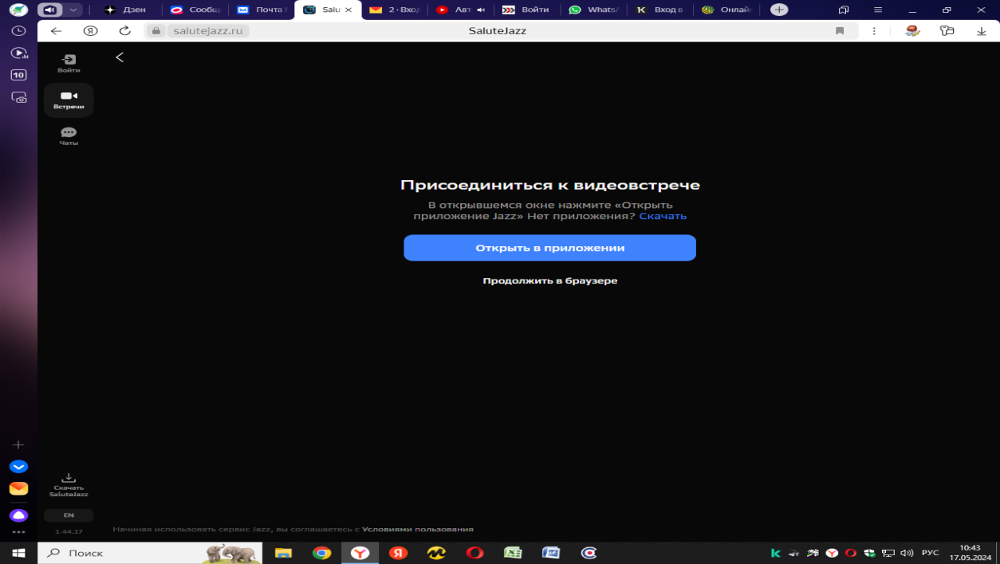 Дзен
Сообщ
Почта
Salu
2 · Вход
Авт
Войти
Whats
Вход в
Онлай
salutejazz.ru
SaluteJazz
10
Войти
Встречи
Чаты
Присоединиться к видеовстрече
В открывшемся окне нажмите «Открыть
приложение Jazz» Нет приложения? Скачать
Открыть в приложении
Продолжить в браузере
Скачать
SaluteJazz
EN
1.44.17
Начиная использовать сервис Jazz, вы соглашаетесь с Условиями пользования
Поиск
РУС
10:43
17.05.2024